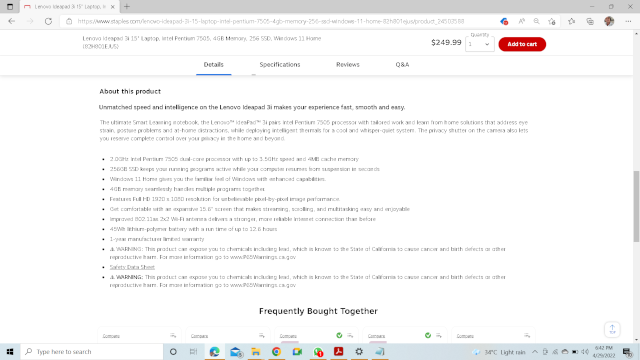 Lenovo Ideapad 3i 15" Laptop, In
https://www.staples.com/lenovo-ideapad-3i-15-laptop-intel-pentium-7505-4gb-memory-256-ssd-windows-11-home-82h801ejus/product_24502588
Lenovo Ideapad 3i 15" Laptop, Intel Pentium 7505, 4GB Memory, 256 SSD, Windows 11 Home
(82H801EJUS)
$249.99
Quantity
1
Add to cart
Details
Specifications
Reviews
Q&A
About this product
Unmatched speed and intelligence on the Lenovo Ideapad 3i makes your experience fast, smooth and easy.
The ultimate Smart Learning notebook, the Lenovo™ IdeaPad™ 3i pairs Intel Pentium 7505 processor with tailored work and learn from home solutions that address eye
strain, posture problems and at-home distractions, while deploying intelligent thermals for a cool and whisper-quiet system. The privacy shutter on the camera also lets
you reserve complete control over your privacy in the home and beyond.
• 2.0GHz Intel Pentium 7505 dual-core processor with up to 3.5GHz speed and 4MB cache memory
• 256GB SSD keeps your running programs active while your computer resumes from suspension in seconds
• Windows 11 Home gives you the familiar feel of Windows with enhanced capabilities
• 4GB memory seamlessly handles multiple programs together
• Features Full HD 1920 x 1080 resolution for unbelievable pixel-by-pixel image performance
• Get comfortable with an expansive 15.6" screen that makes streaming, scrolling, and multitasking easy and enjoyable
• Improved 802.11ax 2x2 Wi-Fi antenna delivers a stronger, more reliable internet connection than before
• 45Wh lithium-polymer battery with a run time of up to 12.6 hours
• 1-year manufacturer limited warranty
• ⚠ WARNING: This product can expose you to chemicals including lead, which is known to the State of California to cause cancer and birth defects or other
reproductive harm. For more information go to www.P65Warnings.ca.gov
• Safety Data Sheet
• ⚠ WARNING: This product can expose you to chemicals including lead, which is known to the State of California to cause cancer and birth defects or other
reproductive harm. For more information go to www.P65Warnings.ca.gov.
Frequently Bought Together
Compare
Compare
Compare
Compare
Compare
Type here to search
34°C Light rain
6:42 PM
4/29/2022